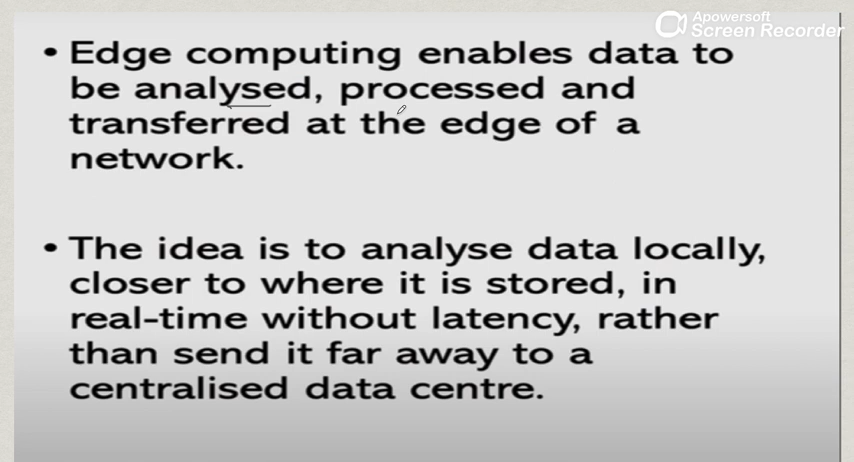 Apowersoft
Screen Recorder
• Edge computing enables data to
be analysed, processed and
transferred at the edge of a
network.
• The idea is to analyse data locally,
closer to where it is stored, in
real-time without latency, rather
than send it far away to a
centralised data centre.